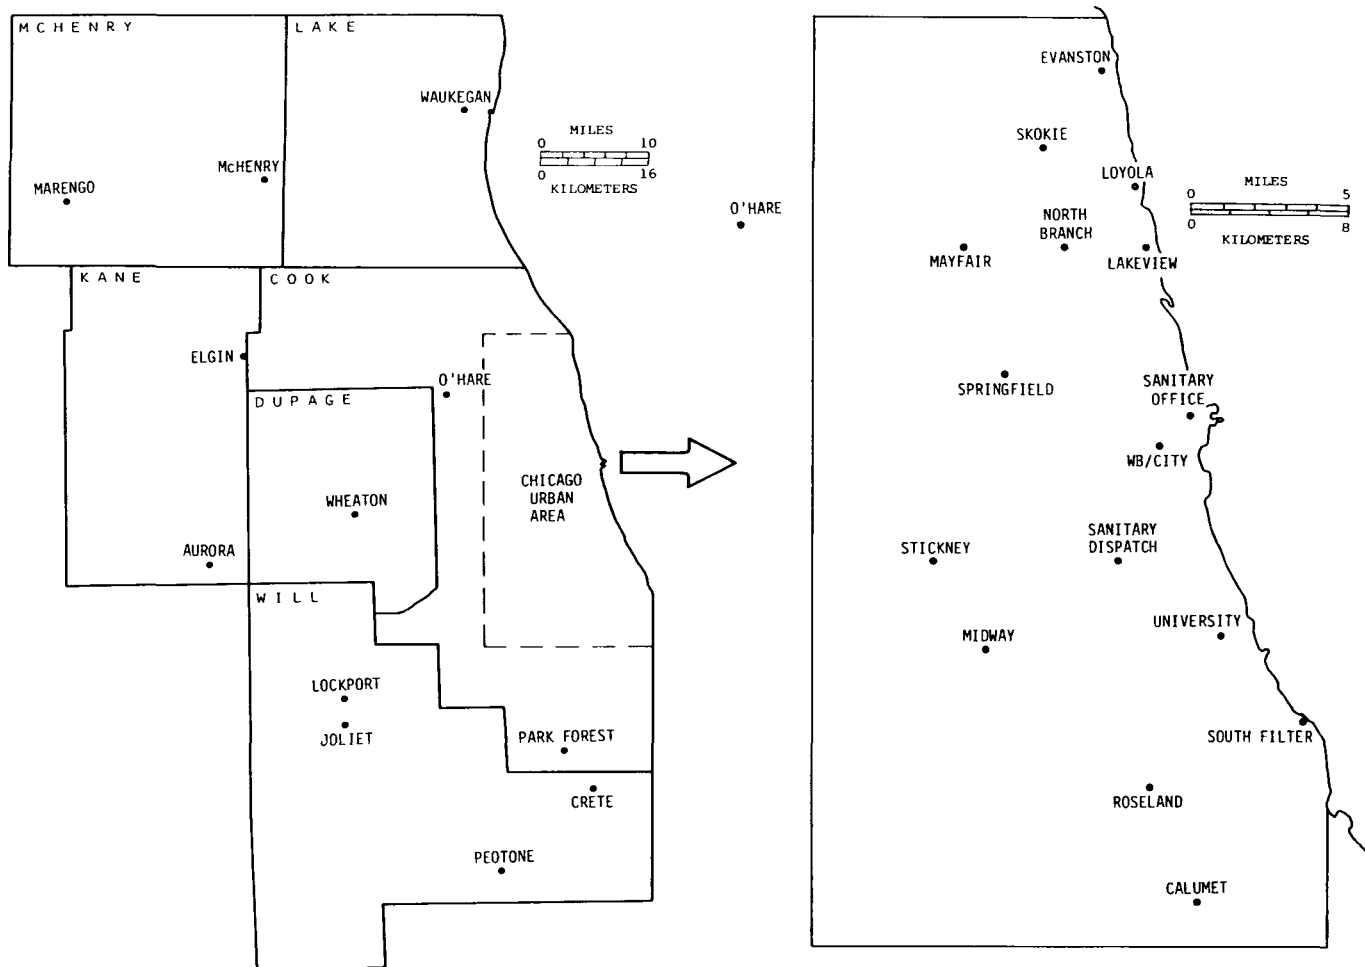 MCHENRY
LAKE
WAUKEGAN
MCHENRY
MARENGO
0 MILES 10
0 16
KILOMETERS
KANE
COOK
ELGIN
O'HARE
DUPAGE
WHEATON
CHICAGO
URBAN
AREA
AURORA
WILL
LOCKPORT
JOLIET
PARK FOREST
CRETE
PEOTONE
O'HARE
EVANSTON
SKOKIE
LOYOLA
0 MILES 5
0 8
KILOMETERS
NORTH
BRANCH
MAYFAIR
LAKEVIEW
SPRINGFIELD
SANITARY
OFFICE
WB/CITY
STICKNEY
SANITARY
DISPATCH
UNIVERSITY
MIDWAY
SOUTH FILTER
ROSELAND
CALUMET